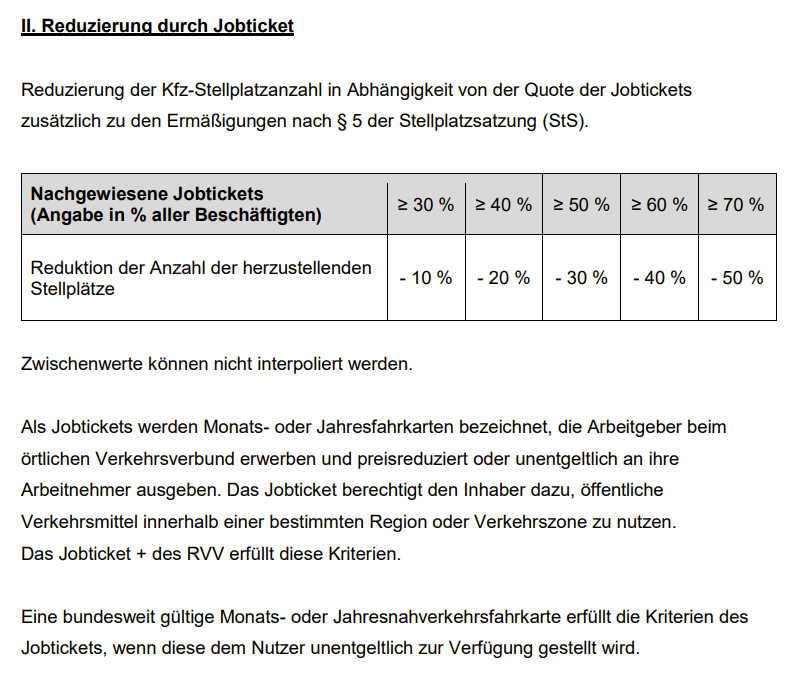 II. Reduzierung durch Jobticket
Reduzierung der Kfz-Stellplatzanzahl in Abhängigkeit von der Quote der Jobtickets
zusätzlich zu den Ermäßigungen nach § 5 der Stellplatzsatzung (StS).
Nachgewiesene Jobtickets
(Angabe in % aller Beschäftigten)
≥ 30 % ≥ 40 % ≥ 50 % ≥ 60 % ≥ 70 %
Reduktion der Anzahl der herzustellenden
Stellplätze
- 10 % - 20 % - 30 % - 40 % - 50 %
Zwischenwerte können nicht interpoliert werden.
Als Jobtickets werden Monats- oder Jahresfahrkarten bezeichnet, die Arbeitgeber beim
örtlichen Verkehrsverbund erwerben und preisreduziert oder unentgeltlich an ihre
Arbeitnehmer ausgeben. Das Jobticket berechtigt den Inhaber dazu, öffentliche
Verkehrsmittel innerhalb einer bestimmten Region oder Verkehrszone zu nutzen.
Das Jobticket + des RVV erfüllt diese Kriterien.
Eine bundesweit gültige Monats- oder Jahresnahverkehrsfahrkarte erfüllt die Kriterien des
Jobtickets, wenn diese dem Nutzer unentgeltlich zur Verfügung gestellt wird.